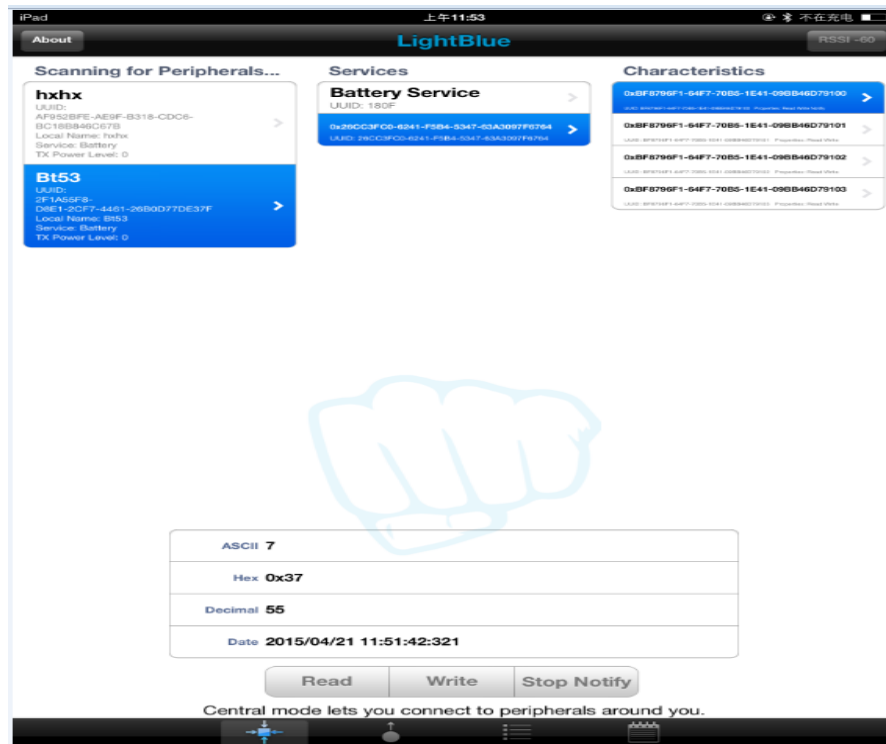 iPad
上午11:53
不在充电
About
LightBlue
RSSI -60
Scanning for Peripherals...
hxhx
UUID:
AF952BFE-AE9F-B318-CDC6-
BC18B846C67B
Local Name: hxhx
Service: Battery
TX Power Level: 0
Bt53
UUID:
2F1A55F8-
D8E1-2CF7-4461-26B0D77DE37F
Local Name: Bt53
Service: Battery
TX Power Level: 0
Services
Battery Service
UUID: 180F
0x26CC3FC0-6241-F5B4-5347-63A3097F6764
UUID: 26CC3FC0-6241-F5B4-5347-63A3097F6764
Characteristics
0xBF8796F1-64F7-70B5-1E41-09BB46D79100
0xBF8796F1-64F7-70B5-1E41-09BB46D79101
0xBF8796F1-64F7-70B5-1E41-09BB46D79102
0xBF8796F1-64F7-70B5-1E41-09BB46D79103
ASCII 7
Hex 0x37
Decimal 55
Date 2015/04/21 11:51:42:321
Read Write Stop Notify
Central mode lets you connect to peripherals around you.